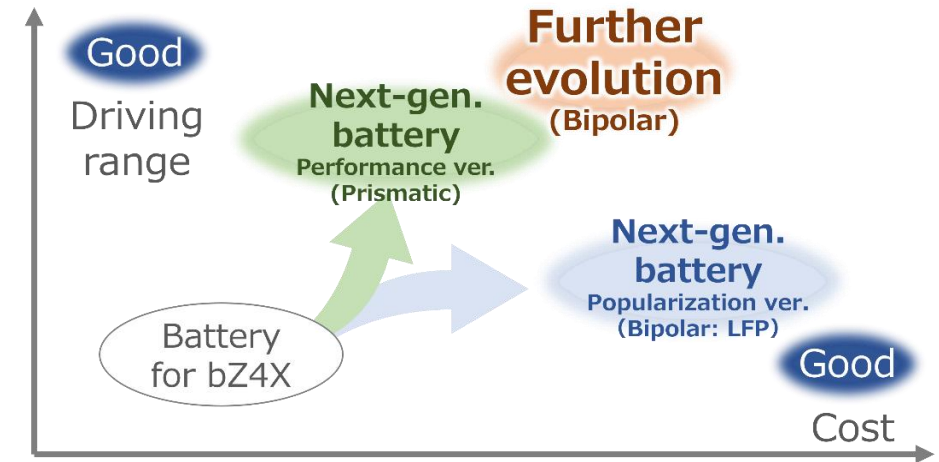 Good
Driving
range
Next-gen.
battery
Performance ver.
(Prismatic)
Further
evolution
(Bipolar)
Next-gen.
battery
Popularization ver.
(Bipolar: LFP)
Battery
for bZ4X
Good
Cost